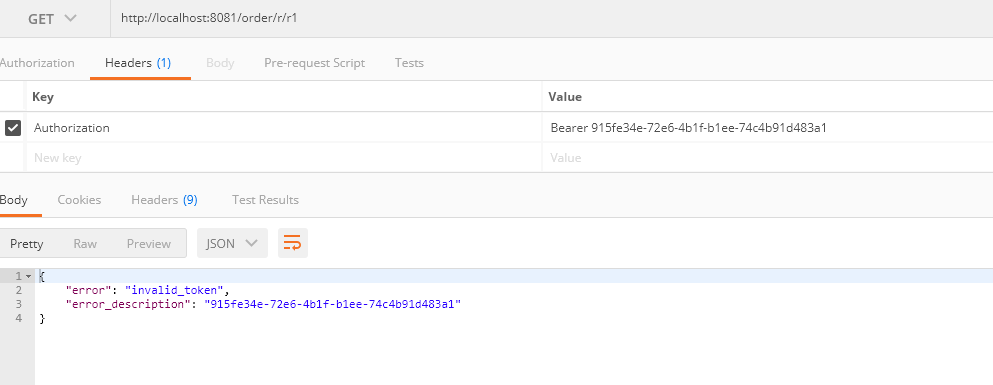 GET http://localhost:8081/order/r/r1
Authorization Headers (1) Body Pre-request Script Tests
Key Value
Authorization Bearer 915fe34e-72e6-4b1f-b1ee-74c4b91d483a1
New key Value
Body Cookies Headers (9) Test Results
Pretty Raw Preview JSON
1 {
2 "error": "invalid_token",
3 "error_description": "915fe34e-72e6-4b1f-b1ee-74c4b91d483a1"
4 }